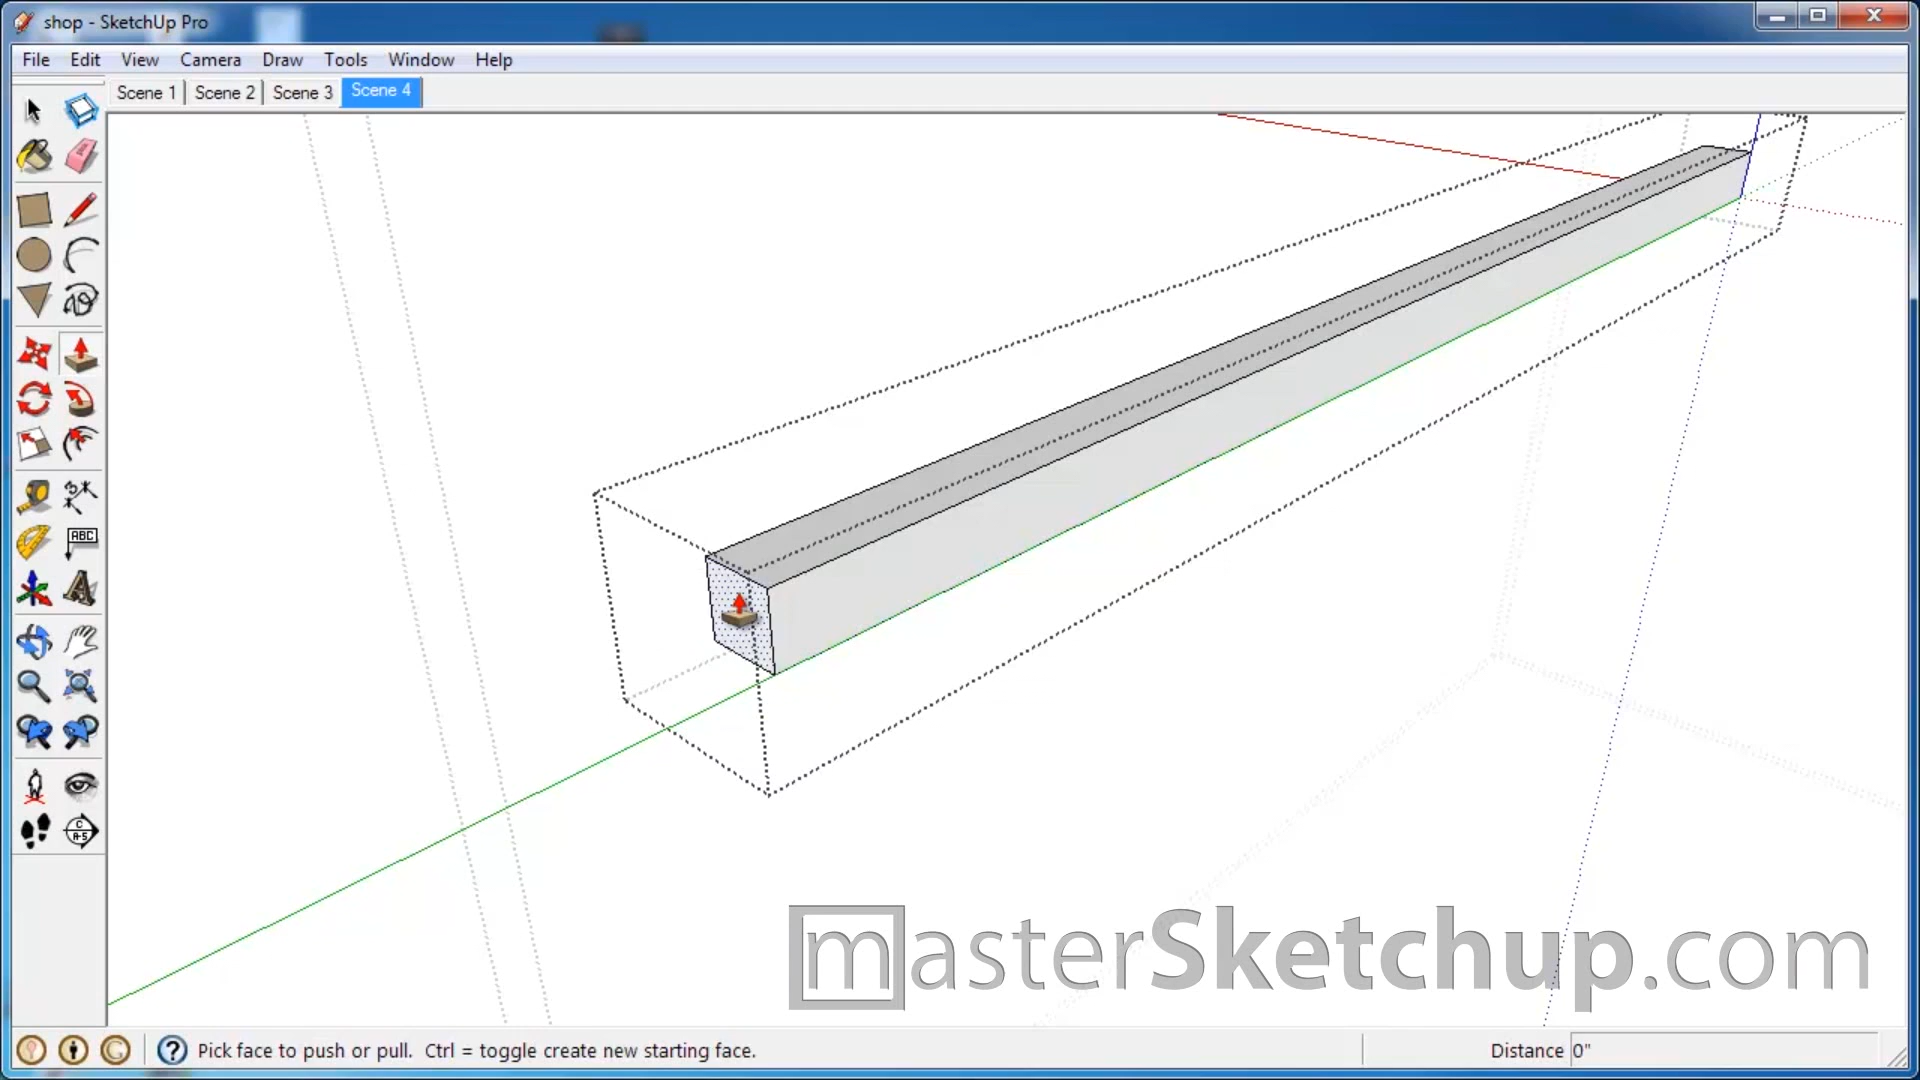 shop - SketchUp Pro
File Edit View Camera Draw Tools Window Help
Scene 1 Scene 2 Scene 3 Scene 4
ABC
A
C
A-5
masterSketchup.com
Pick face to push or pull. Ctrl = toggle create new starting face.
Distance 0"